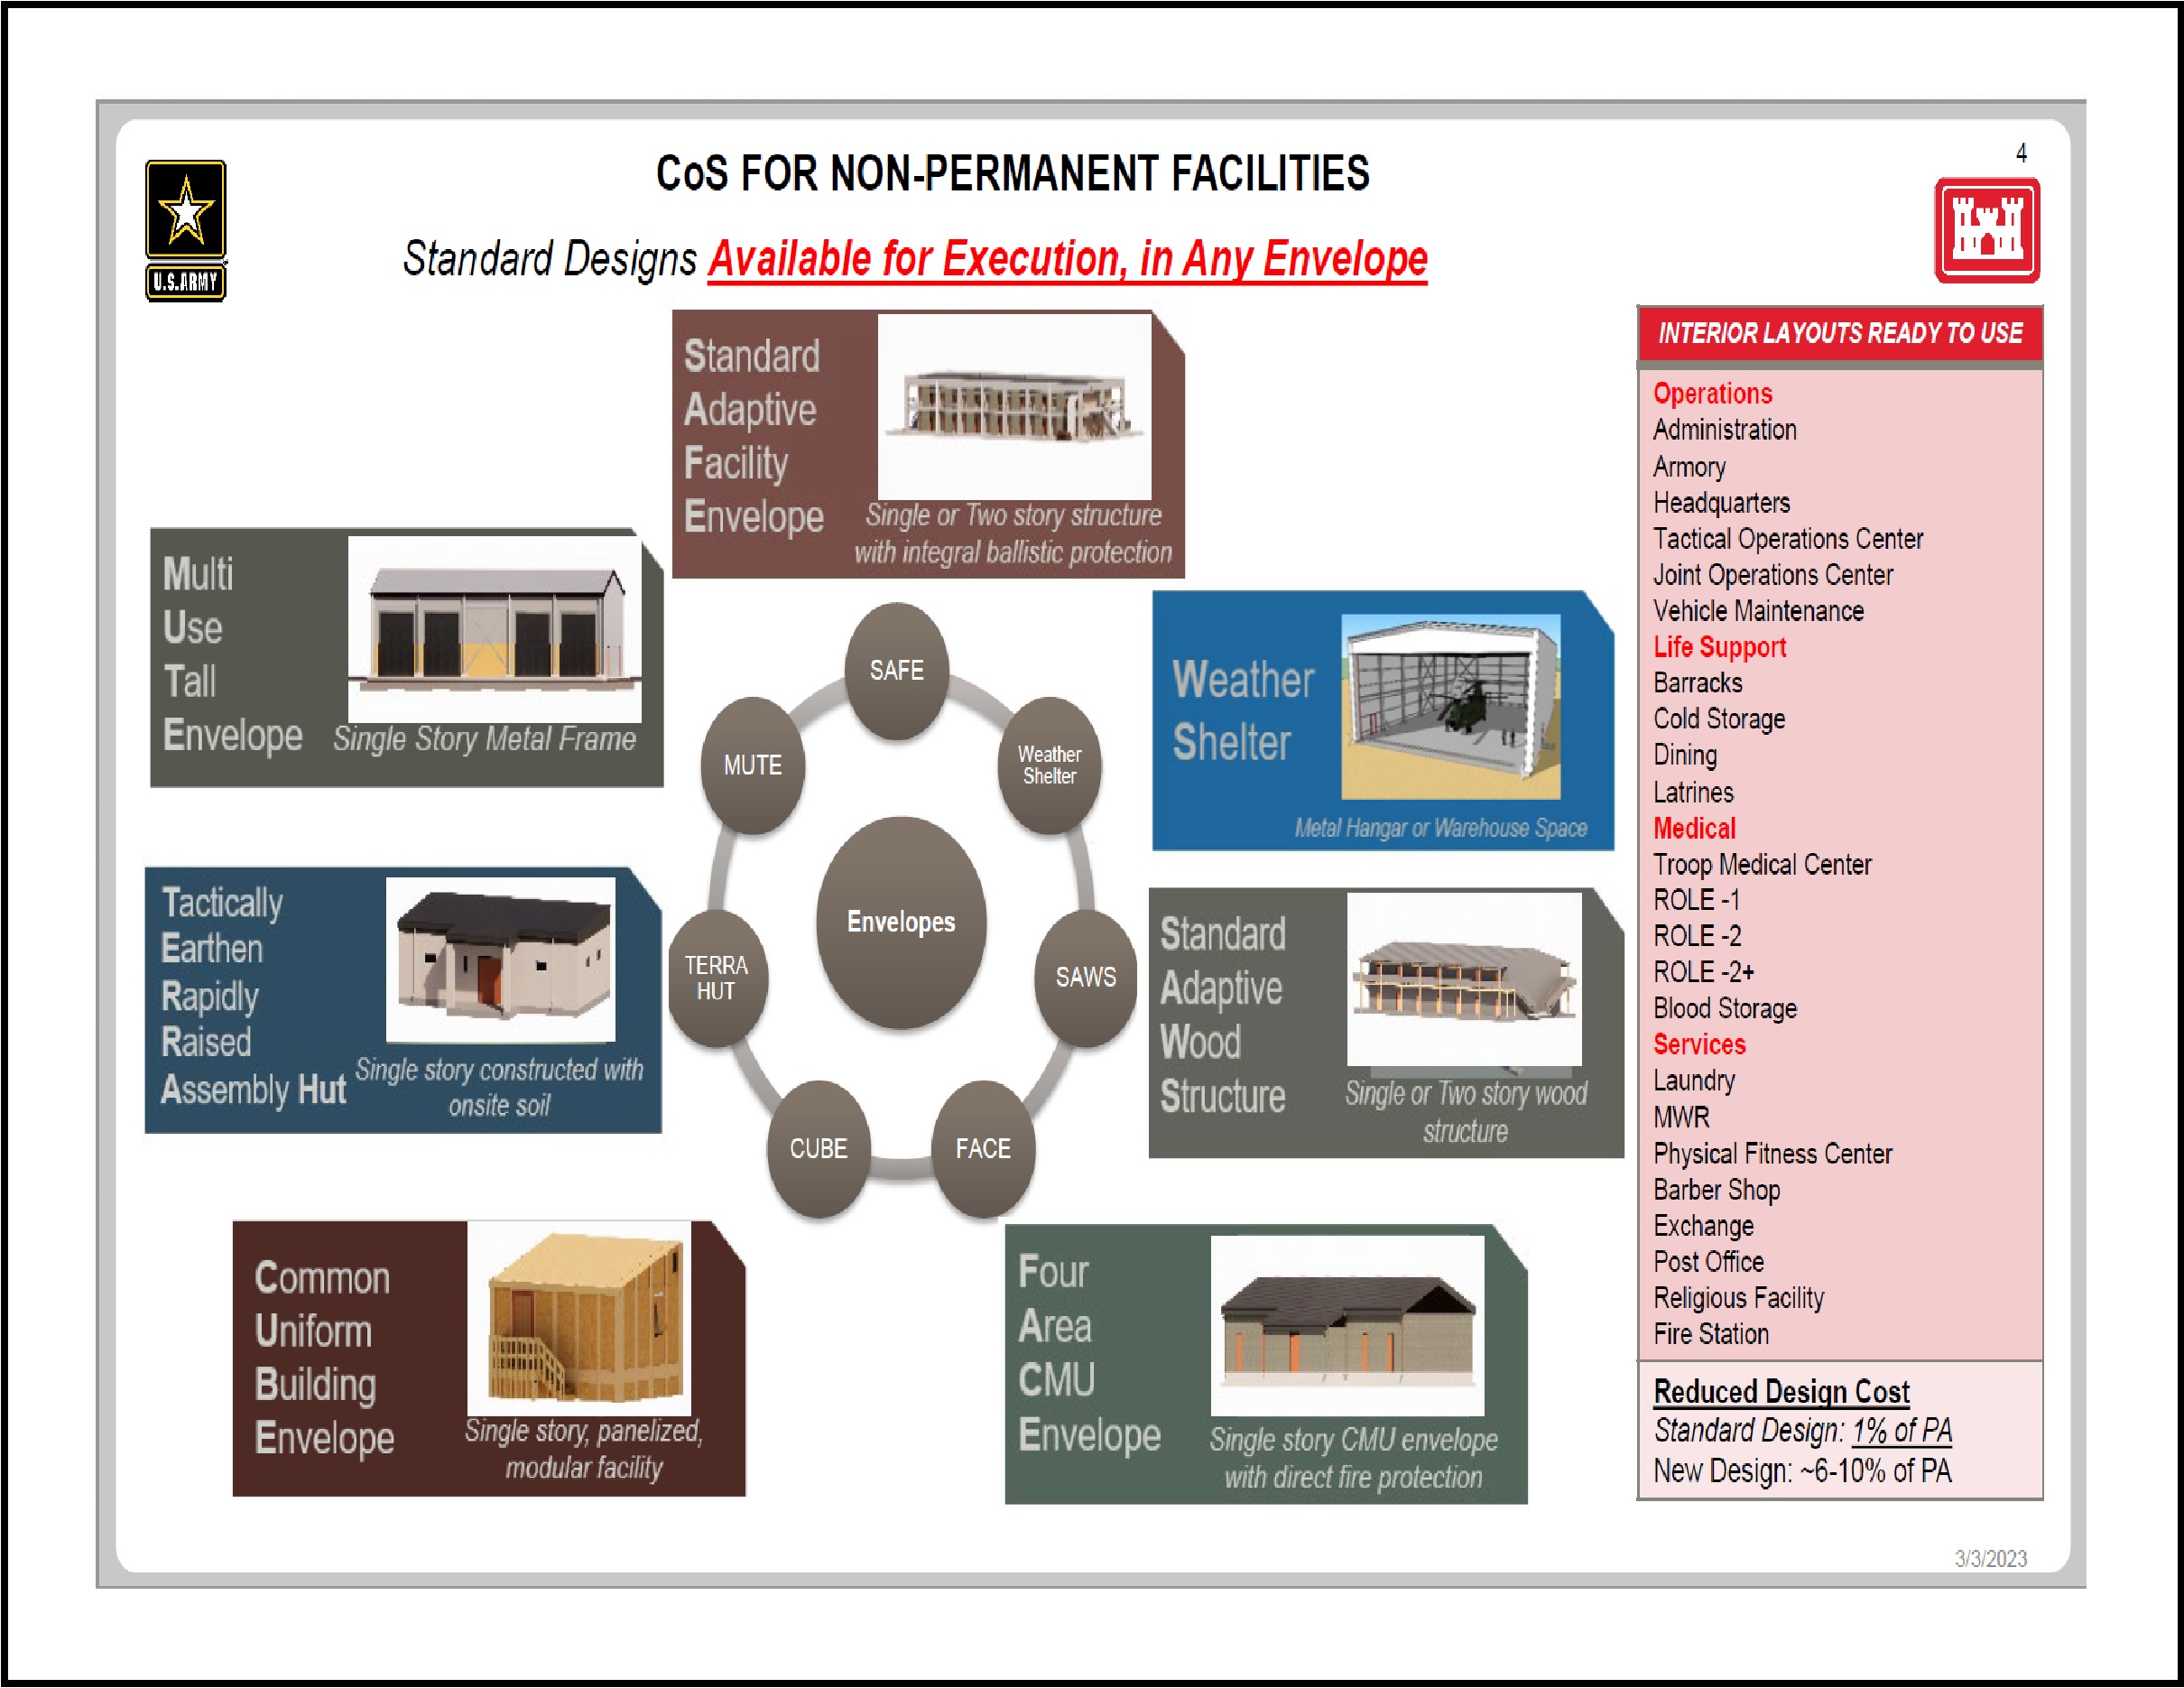 4
CoS FOR NON-PERMANENT FACILITIES
Standard Designs Available for Execution, in Any Envelope
U.S.ARMY
Standard
Adaptive
Facility
Envelope
Single or Two story structure
with integral ballistic protection
Multi
Use
Tall
Envelope
Single Story Metal Frame
Weather
Shelter
Metal Hangar or Warehouse Space
Tactically
Earthen
Rapidly
Raised
Assembly Hut
Single story constructed with
onsite soil
Standard
Adaptive
Wood
Structure
Single or Two story wood
structure
Common
Uniform
Building
Envelope
Single story, panelized,
modular facility
Four
Area
CMU
Envelope
Single story CMU envelope
with direct fire protection
SAFE
Weather
Shelter
SAWS
FACE
CUBE
TERRA
HUT
MUTE
Envelopes
INTERIOR LAYOUTS READY TO USE
Operations
Administration
Armory
Headquarters
Tactical Operations Center
Joint Operations Center
Vehicle Maintenance
Life Support
Barracks
Cold Storage
Dining
Latrines
Medical
Troop Medical Center
ROLE -1
ROLE -2
ROLE -2+
Blood Storage
Services
Laundry
MWR
Physical Fitness Center
Barber Shop
Exchange
Post Office
Religious Facility
Fire Station
Reduced Design Cost
Standard Design: 1% of PA
New Design: ~6-10% of PA
3/3/2023